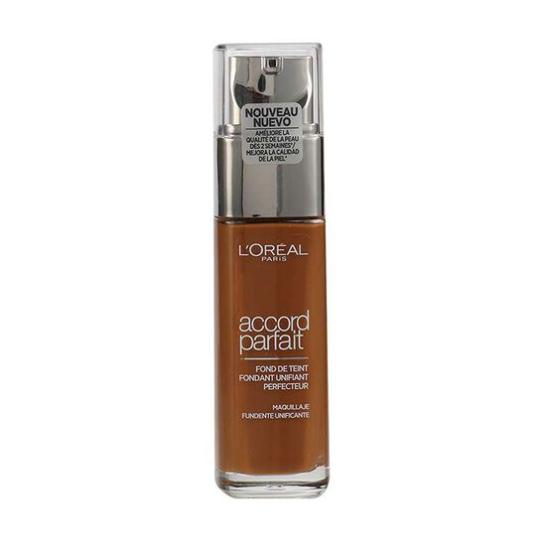 NOUVEAU
NUEVO
AMÉLIORE LA
QUALITÉ DE LA PEAU
DÈS 2 SEMAINES*/
MEJORA LA CALIDAD
DE LA PIEL*
L'ORÉAL
PARIS
accord
parfait
FOND DE TEINT
FONDANT UNIFIANT
PERFECTEUR
MAQUILLAJE
FUNDENTE UNIFICANTE